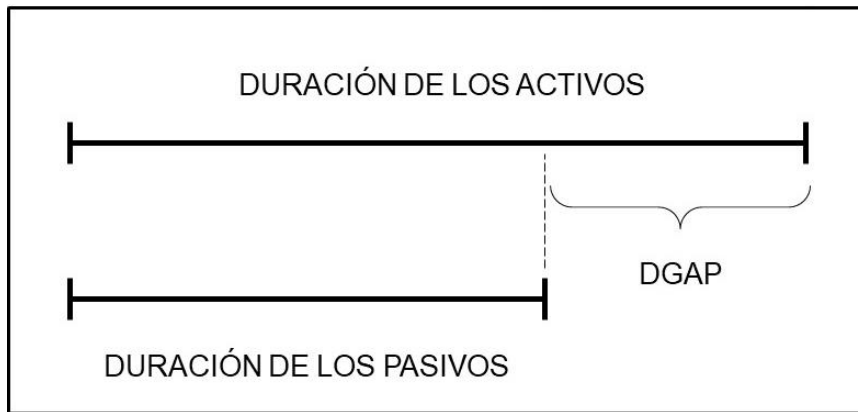 DURACIÓN DE LOS ACTIVOS
DGAP
DURACIÓN DE LOS PASIVOS